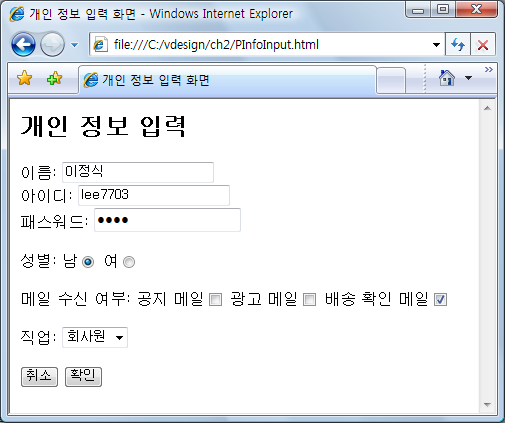 개인 정보 입력 화면 - Windows Internet Explorer
file:///C:/vdesign/ch2/PInfoInput.html
개인 정보 입력 화면
개인 정보 입력
이름: 이정식
아이디: lee7703
패스워드: ●●●●
성별: 남 여
메일 수신 여부: 공지 메일 광고 메일 배송 확인 메일
직업: 회사원
취소 확인